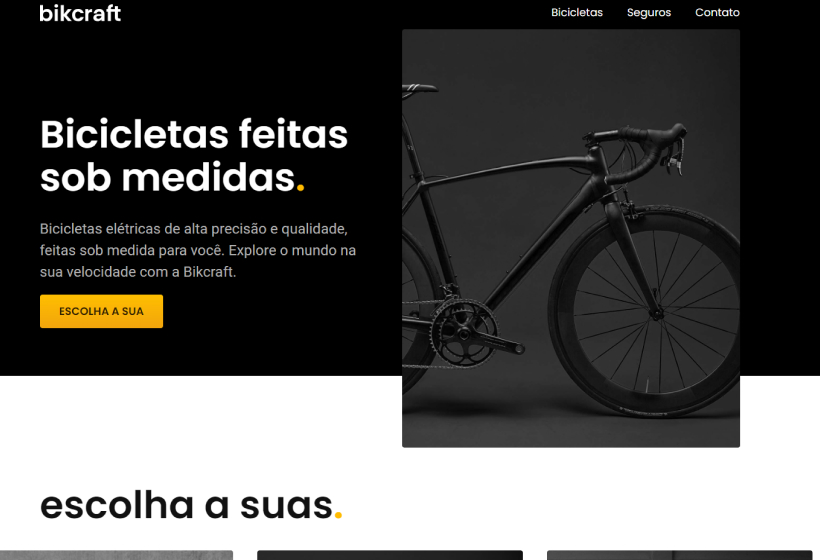 bikcraft
Bicicletas Seguros Contato
Bicicletas feitas
sob medidas.
Bicicletas elétricas de alta precisão e qualidade,
feitas sob medida para você. Explore o mundo na
sua velocidade com a Bikcraft.
ESCOLHA A SUA
escolha a suas.